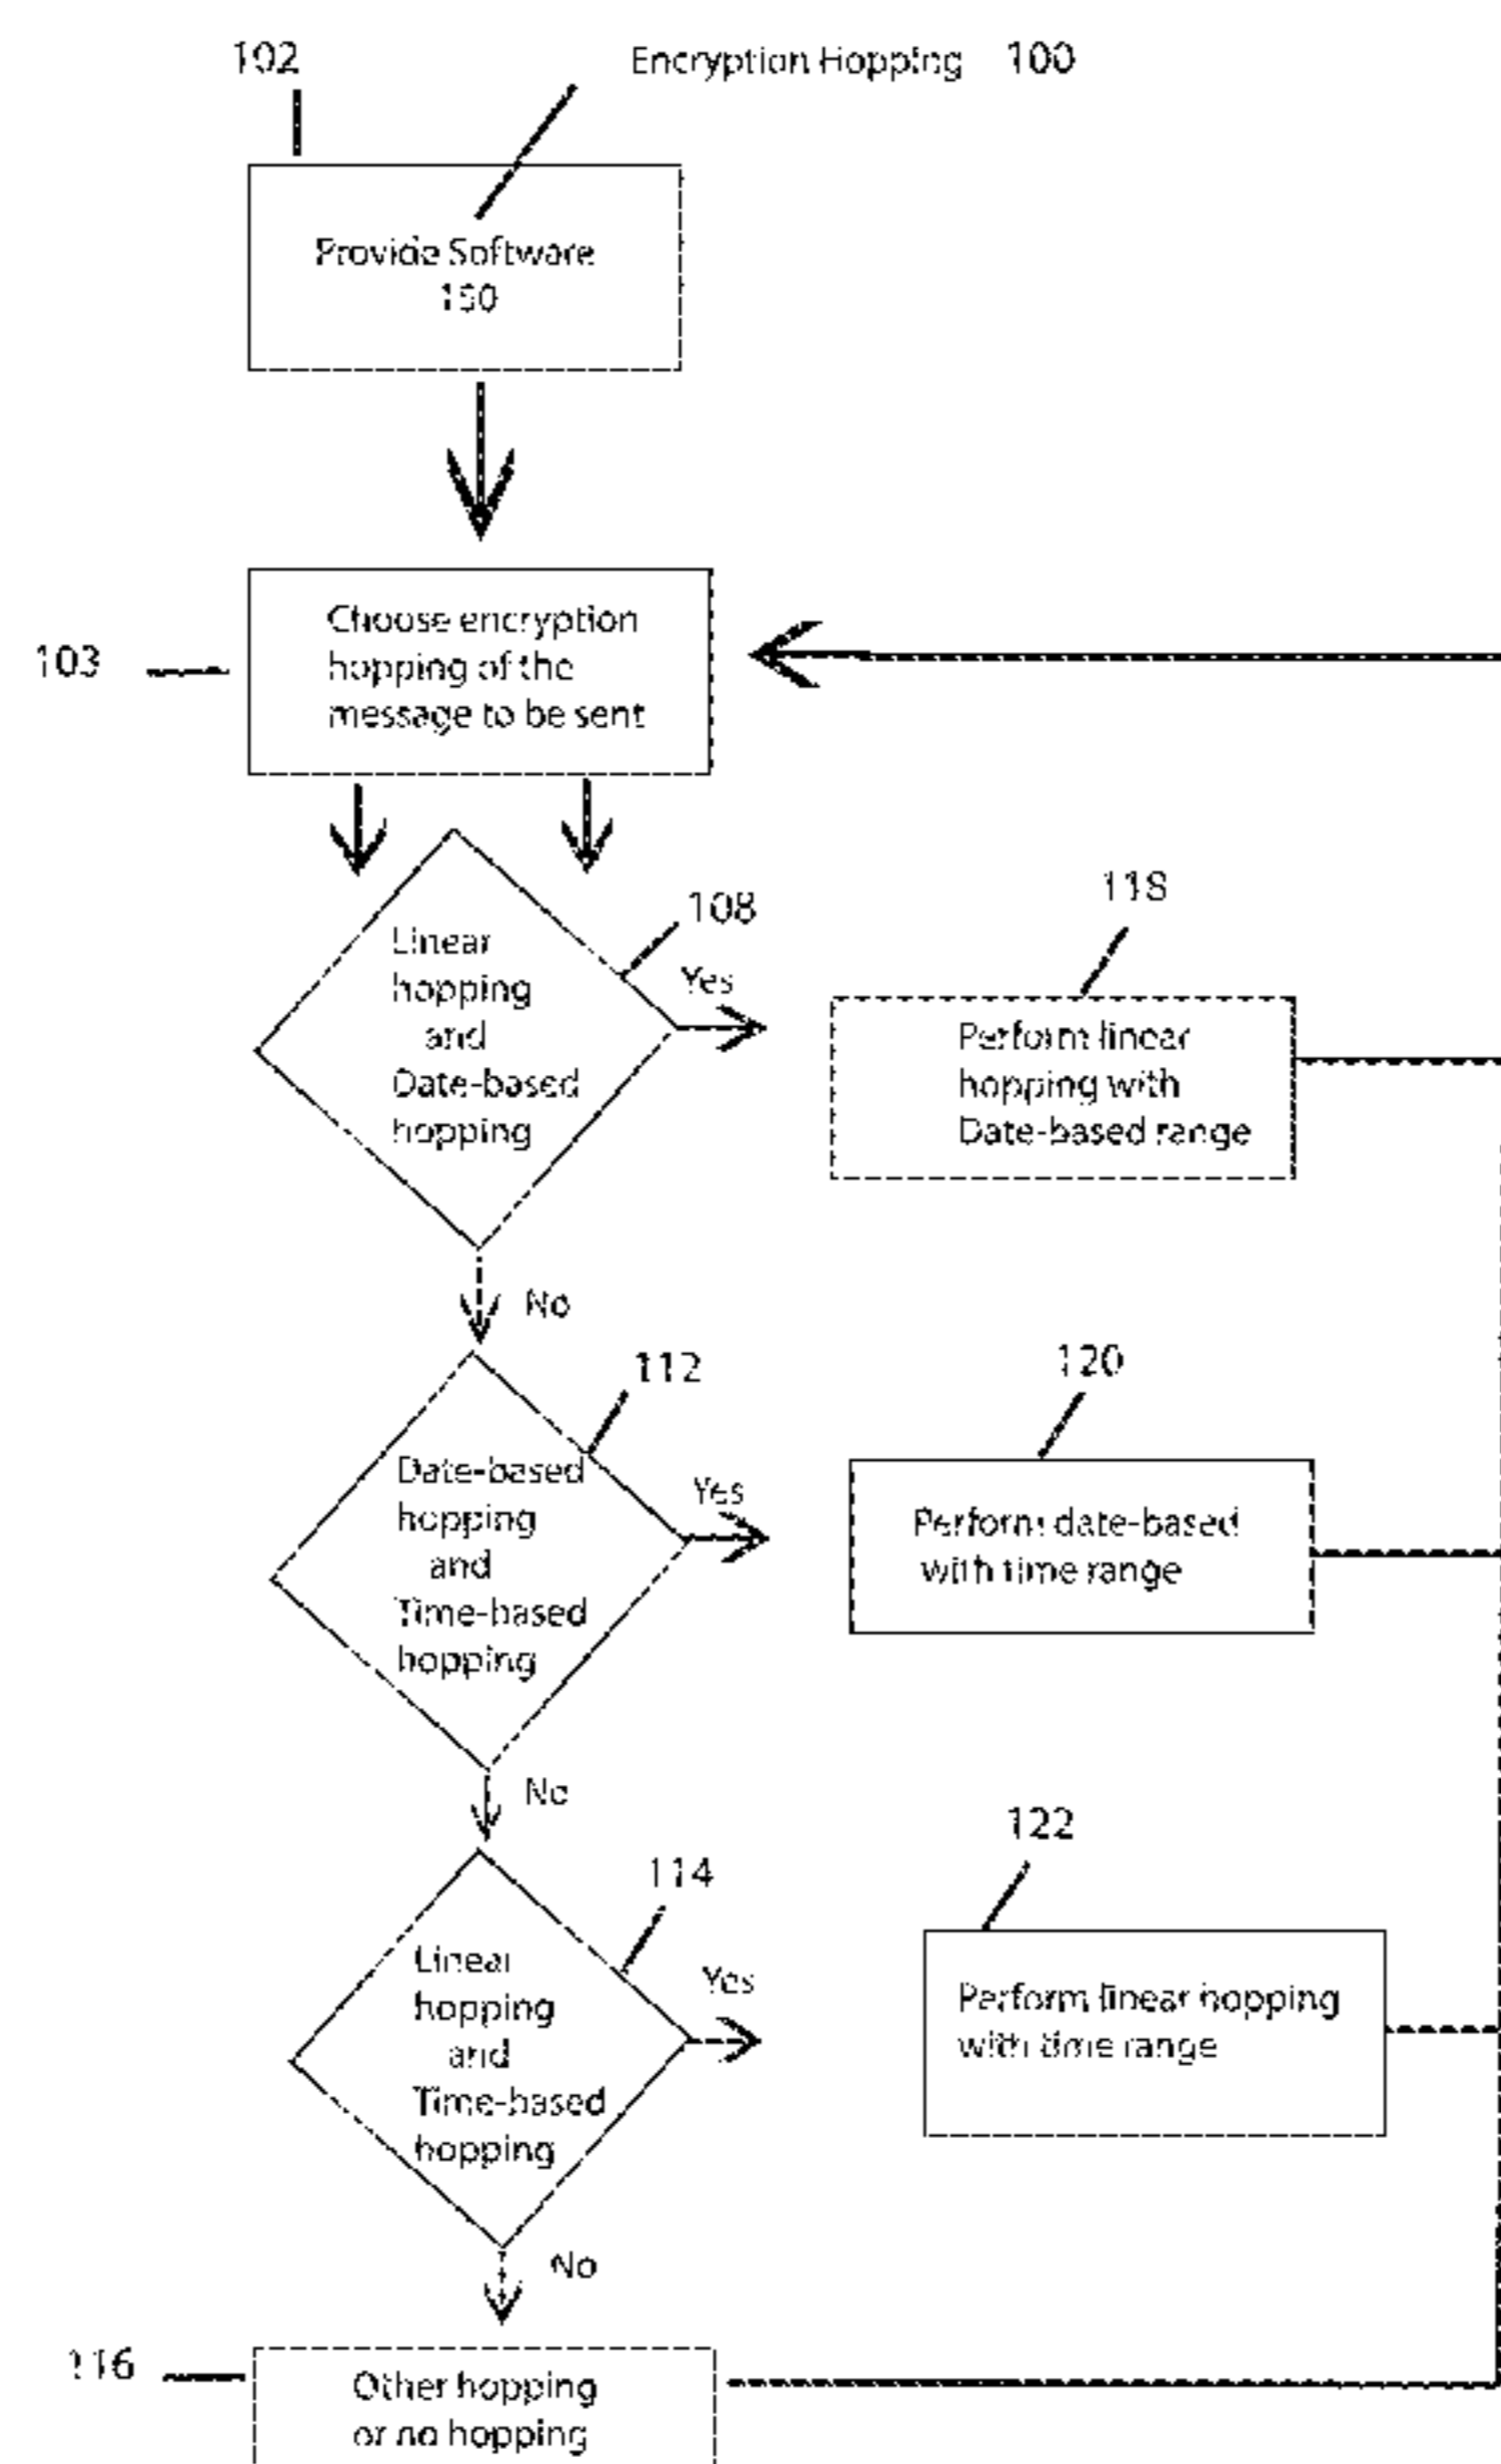 102
Encryption Hopping 100
Provide Software
150
Choose encryption
hopping of the
message to be sent
103
108
Linear
hopping
and
Date-based
hopping
Yes
118
Perform linear
hopping with
Date-based range
No
112
Date-based
hopping
and
Time-based
hopping
Yes
120
Perform date-based
with time range
No
114
Linear
hopping
and
Time-based
hopping
Yes
122
Perform linear hopping
with time range
No
116
Other hopping
or no hopping